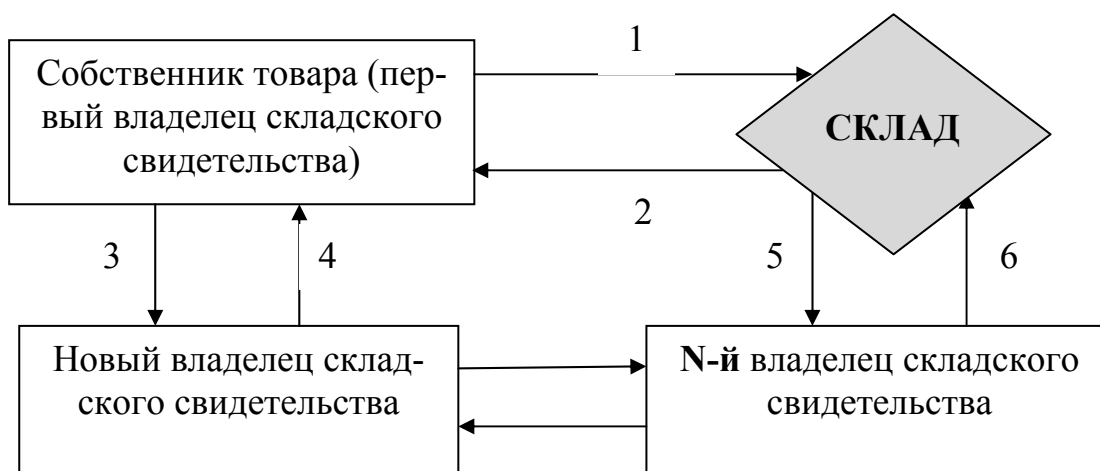 1
Собственник товара (пер-
вый владелец складского
свидетельства)
СКЛАД
2
3
4
5
6
Новый владелец склад-
ского свидетельства
N-й владелец складского
свидетельства